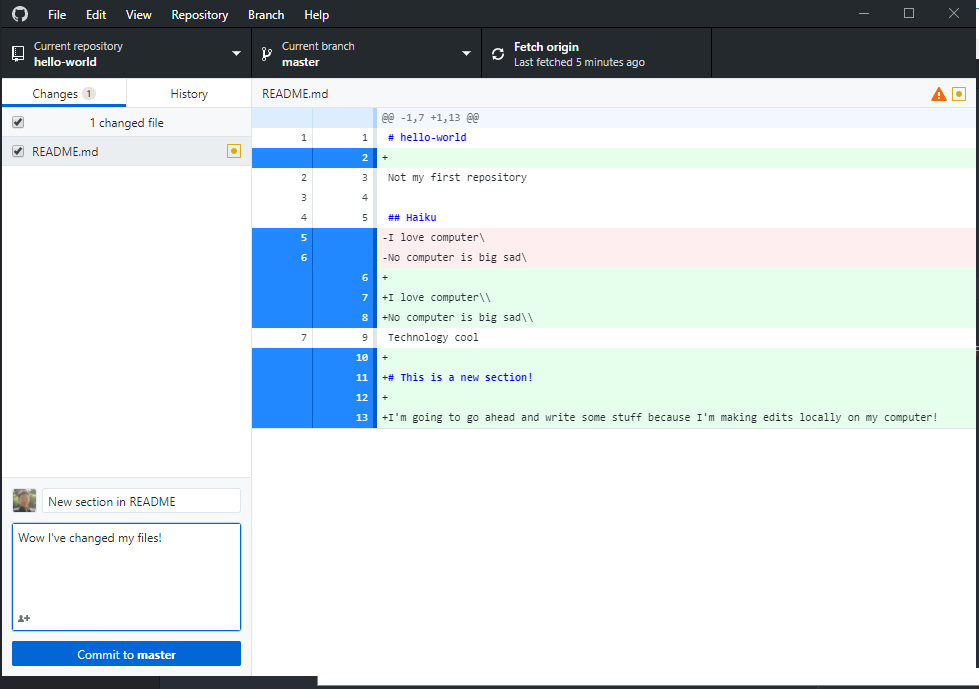 File Edit View Repository Branch Help
Current repository
hello-world
Current branch
master
Fetch origin
Last fetched 5 minutes ago
Changes 1 History
README.md
1 changed file
README.md
@@ -1,7 +1,13 @@
1 1 # hello-world
2 +
2 3 Not my first repository
3 4
4 5 ## Haiku
5 -I love computer\
6 -No computer is big sad\
6 +
7 +I love computer\\
8 +No computer is big sad\\
7 9 Technology cool
10 +
11 +# This is a new section!
12 +
13 +I'm going to go ahead and write some stuff because I'm making edits locally on my computer!
New section in README
Wow I've changed my files!
Commit to master